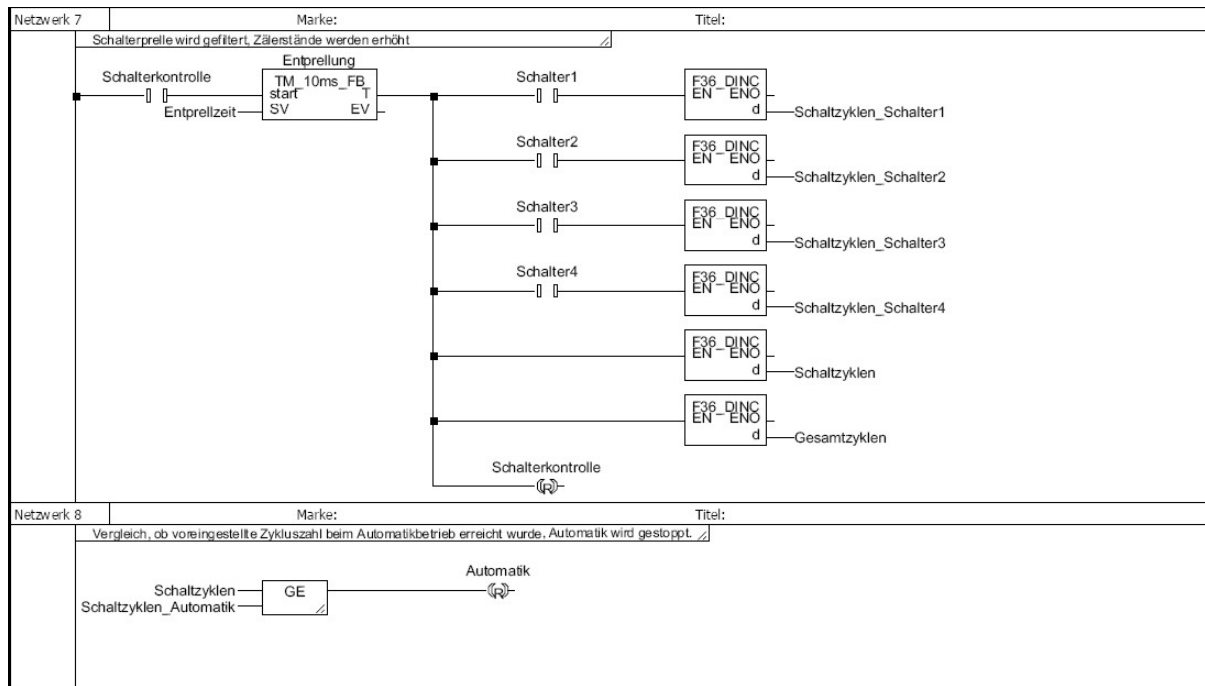 Netzwerk 7 Marke: Titel:
Schalterprelle wird gefiltert, Zälerstände werden erhöht
Entprellung
Schalterkontrolle TM_10ms_FB Schalter1 F36_DINC
start T EN ENO
Entprellzeit SV EV d Schaltzyklen_Schalter1
Schalter2 F36_DINC
EN ENO
d Schaltzyklen_Schalter2
Schalter3 F36_DINC
EN ENO
d Schaltzyklen_Schalter3
Schalter4 F36_DINC
EN ENO
d Schaltzyklen_Schalter4
F36_DINC
EN ENO
d Schaltzyklen
F36_DINC
EN ENO
d Gesamtzyklen
Schalterkontrolle
R
Netzwerk 8 Marke: Titel:
Vergleich, ob voreingestellte Zykluszahl beim Automatikbetrieb erreicht wurde. Automatik wird gestoppt.
Automatik
Schaltzyklen GE R
Schaltzyklen_Automatik